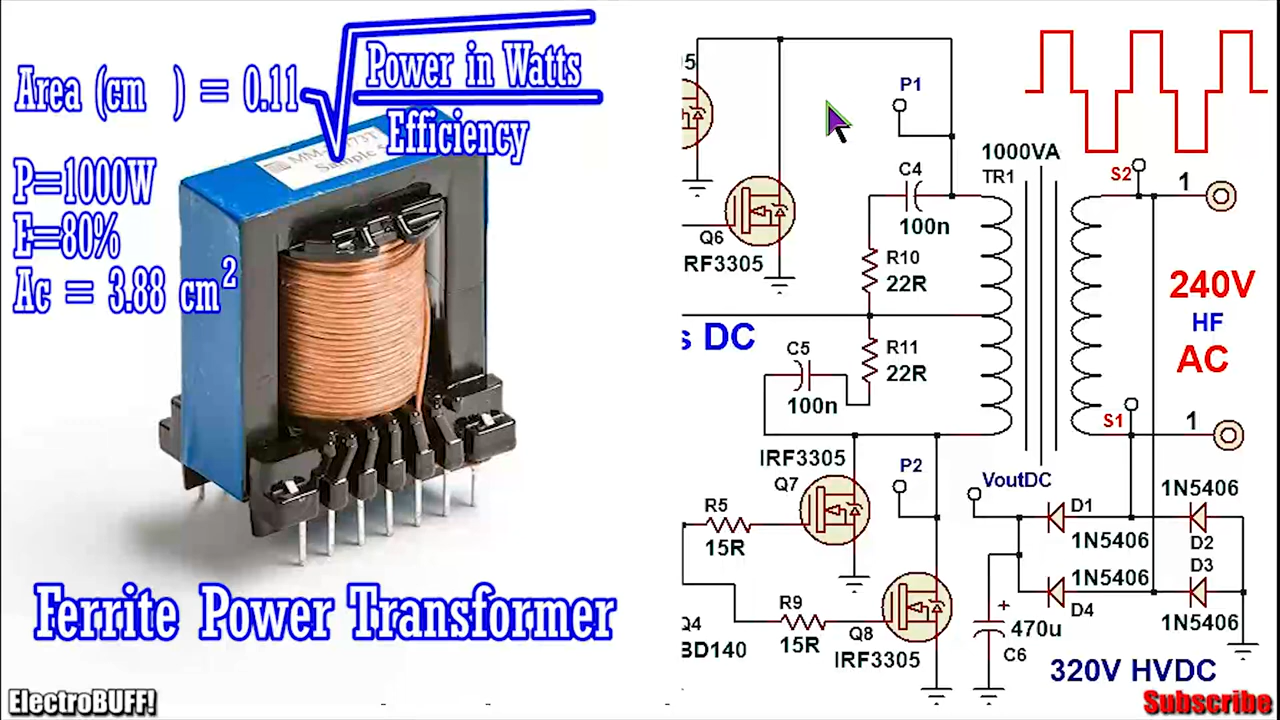 Area (cm ) = 0.11
Power in Watts
Efficiency
P=1000W
E=80%
Ac = 3.88 cm²
Ferrite Power Transformer
ElectroBUFF!
P1
1000VA
TR1
C4
100n
Q6
RF3305
R10
22R
s DC
R11
22R
C5
100n
IRF3305
Q7
P2
R5
15R
R9
15R
Q4
BD140
Q8
IRF3305
S2
1
240V
HF
AC
S1
1
VoutDC
D1
1N5406
1N5406
D2
D3
1N5406
D4
1N5406
+
470u
C6
320V HVDC
Subscribe